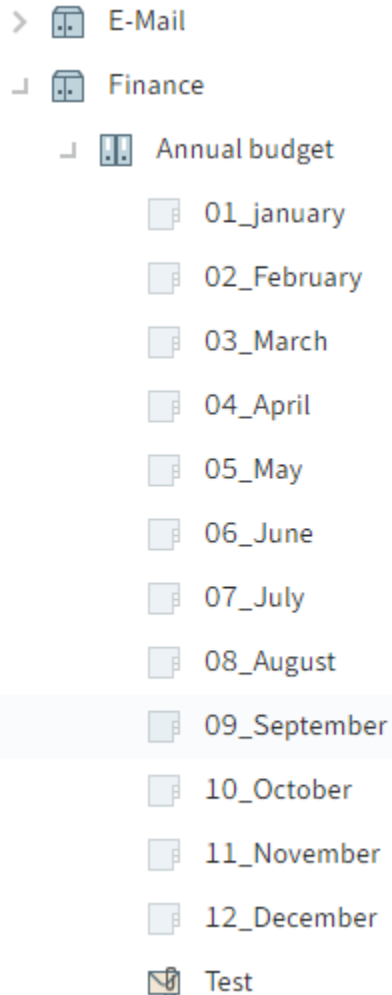 E-Mail
Finance
Annual budget
01_january
02_February
03_March
04_April
05_May
06_June
07_July
08_August
09_September
10_October
11_November
12_December
Test